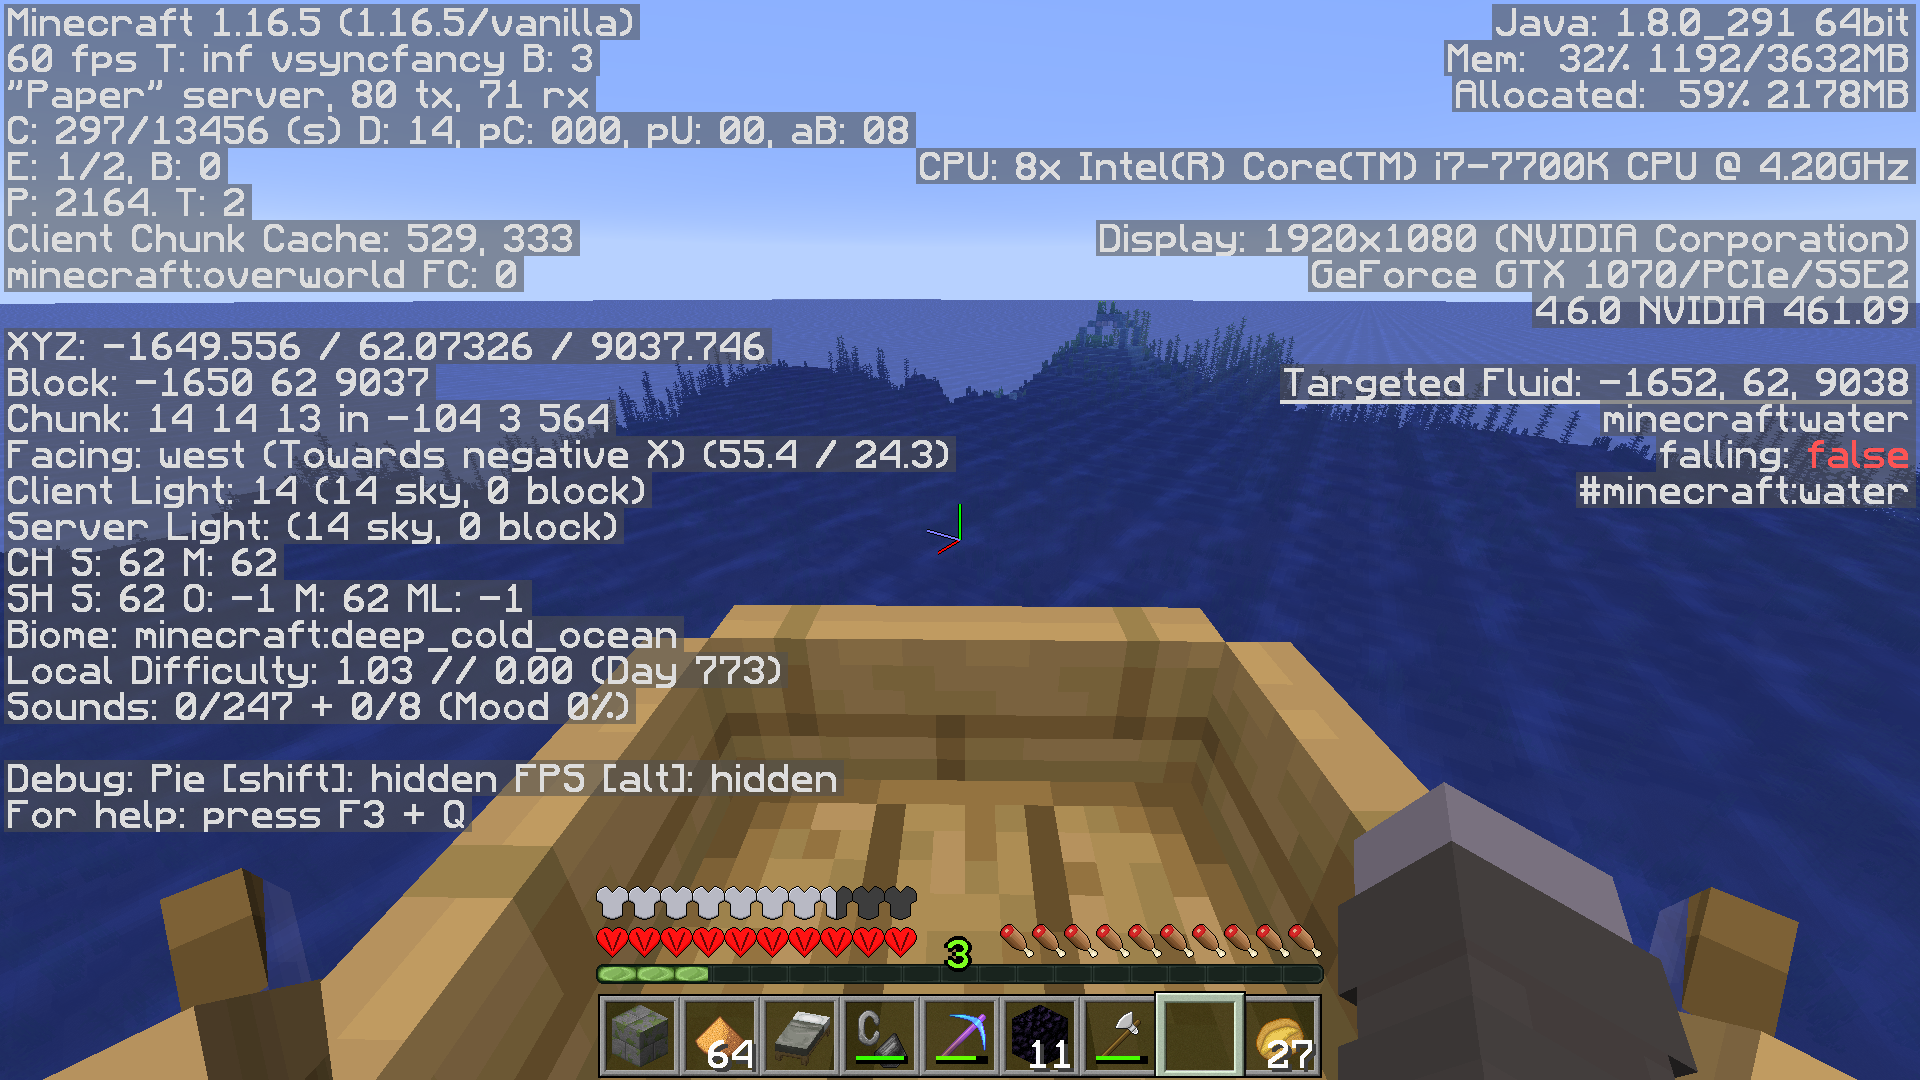 Minecraft 1.16.5 (1.16.5/vanilla)
60 fps T: inf vsyncfancy B: 3
"Paper" server, 80 tx, 71 rx
C: 297/13456 (s) D: 14, pC: 000, pU: 00, aB: 08
E: 1/2, B: 0
P: 2164. T: 2
Client Chunk Cache: 529, 333
minecraft:overworld FC: 0
XYZ: -1649.556 / 62.07326 / 9037.746
Block: -1650 62 9037
Chunk: 14 14 13 in -104 3 564
Facing: west (Towards negative X) (55.4 / 24.3)
Client Light: 14 (14 sky, 0 block)
Server Light: (14 sky, 0 block)
CH S: 62 M: 62
SH S: 62 O: -1 M: 62 ML: -1
Biome: minecraft:deep_cold_ocean
Local Difficulty: 1.03 // 0.00 (Day 773)
Sounds: 0/247 + 0/8 (Mood 0%)
Debug: Pie [shift]: hidden FPS [alt]: hidden
For help: press F3 + Q
Java: 1.8.0_291 64bit
Mem: 32% 1192/3632MB
Allocated: 59% 2178MB
CPU: 8x Intel(R) Core(TM) i7-7700K CPU @ 4.20GHz
Display: 1920x1080 (NVIDIA Corporation)
GeForce GTX 1070/PCIe/SSE2
4.6.0 NVIDIA 461.09
Targeted Fluid: -1652, 62, 9038
minecraft:water
falling: false
#minecraft:water
3
64
11
27